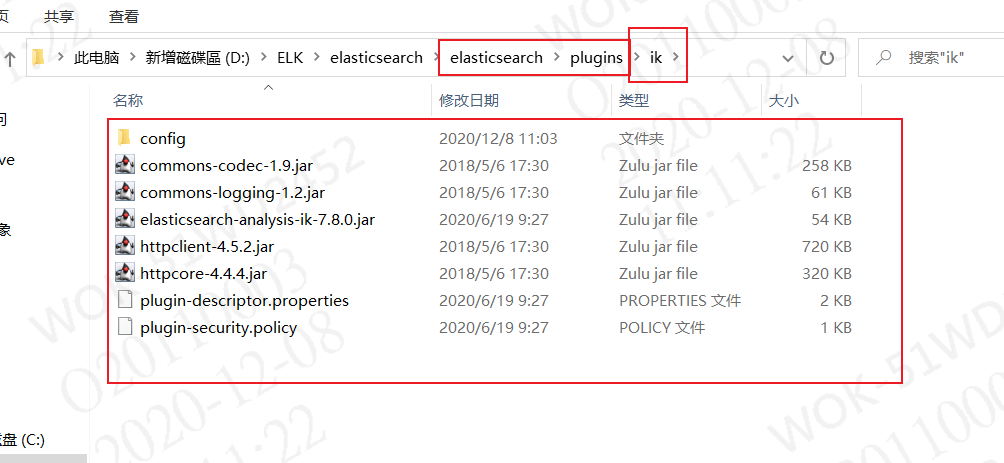 页 共享 查看
此电脑 新增磁碟區 (D:) ELK elasticsearch elasticsearch plugins ik 搜索"ik"
名称 修改日期 类型 大小
config 2020/12/8 11:03 文件夹
commons-codec-1.9.jar 2018/5/6 17:30 Zulu jar file 258 KB
commons-logging-1.2.jar 2018/5/6 17:30 Zulu jar file 61 KB
elasticsearch-analysis-ik-7.8.0.jar 2020/6/19 9:27 Zulu jar file 54 KB
httpclient-4.5.2.jar 2018/5/6 17:30 Zulu jar file 720 KB
httpcore-4.4.4.jar 2018/5/6 17:30 Zulu jar file 320 KB
plugin-descriptor.properties 2020/6/19 9:27 PROPERTIES 文件 2 KB
plugin-security.policy 2020/6/19 9:27 POLICY 文件 1 KB
问
ve
象
盘 (C:)
2020-12-08
11:11:22